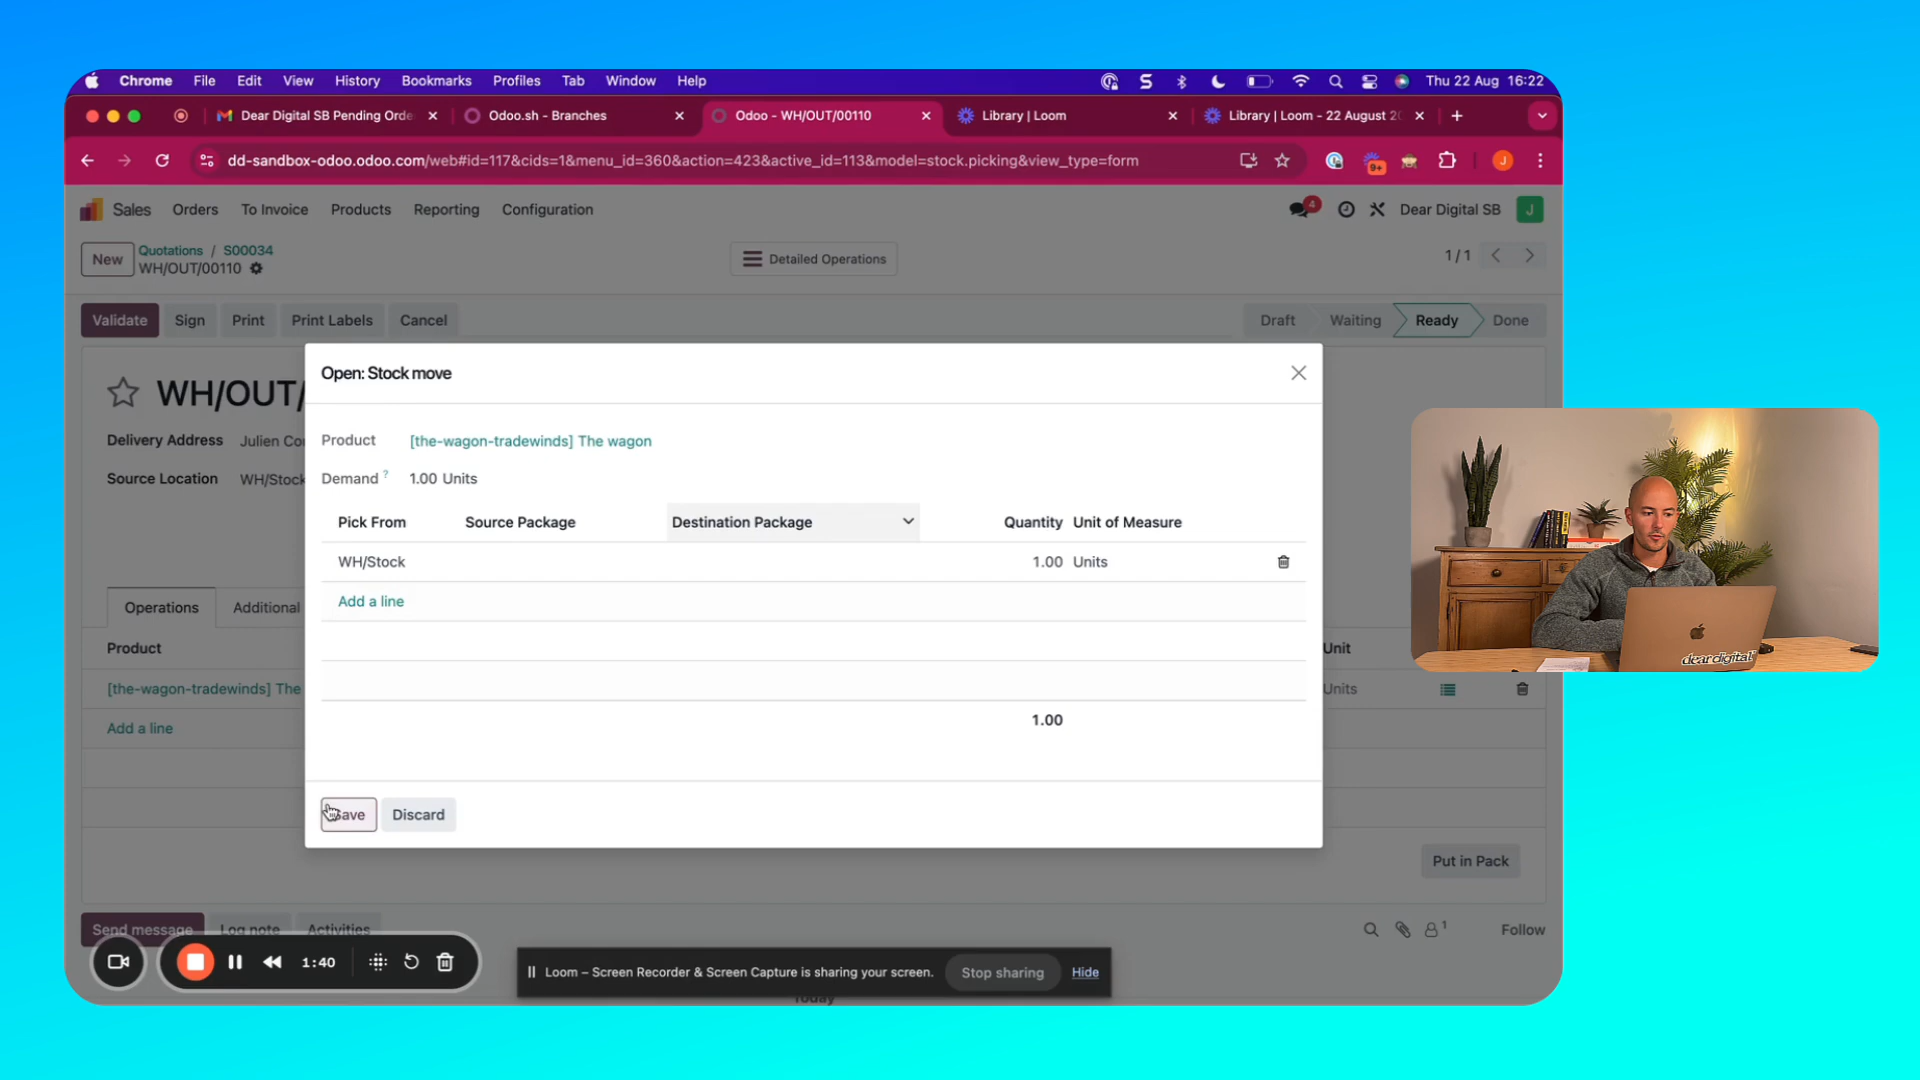 Chrome File Edit View History Bookmarks Profiles Tab Window Help Thu 22 Aug 16:22
Dear Digital SB Pending Orde Odoo.sh - Branches Odoo - WH/OUT/00110 Library | Loom Library | Loom - 22 August 20
dd-sandbox-odoo.odoo.com/web#id=117&cids=1&menu_id=360&action=423&active_id=113&model=stock.picking&view_type=form 9+ J
Sales Orders To Invoice Products Reporting Configuration 4 Dear Digital SB J
New Quotations / S00034
WH/OUT/00110 Detailed Operations 1 / 1
Validate Sign Print Print Labels Cancel Draft Waiting Ready Done
Open: Stock move
WH/OUT/
Delivery Address Julien Co
Source Location WH/Stock
Product [the-wagon-tradewinds] The wagon
Demand ? 1.00 Units
Pick From Source Package Destination Package Quantity Unit of Measure
WH/Stock 1.00 Units
Add a line
1.00
Save Discard
Operations Additional
Product Unit
[the-wagon-tradewinds] The Units
Add a line
Put in Pack
Send message Log note Activities 1 Follow
1:40
Loom – Screen Recorder & Screen Capture is sharing your screen. Stop sharing Hide
Today
dear digital